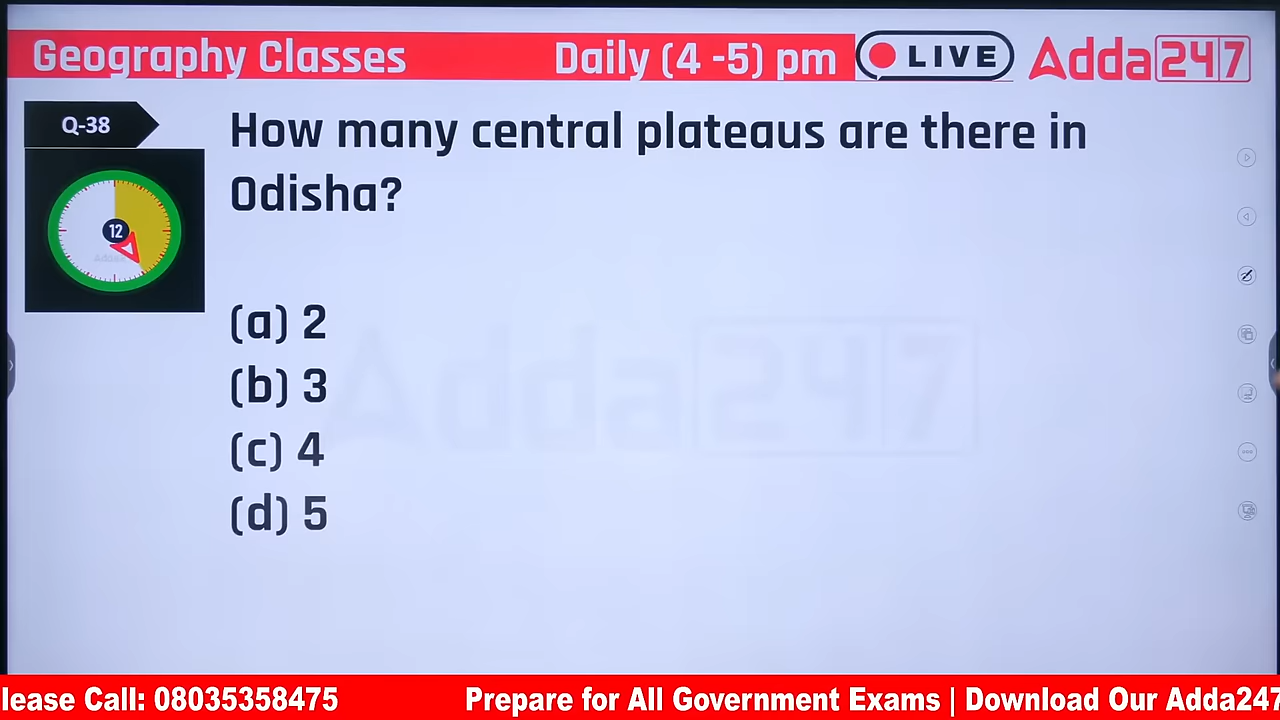 Geography Classes Daily (4 -5) pm LIVE Adda247
Q-38
How many central plateaus are there in
Odisha?
12
(a) 2
(b) 3
(c) 4
(d) 5
Adda247
lease Call: 08035358475 Prepare for All Government Exams | Download Our Adda247